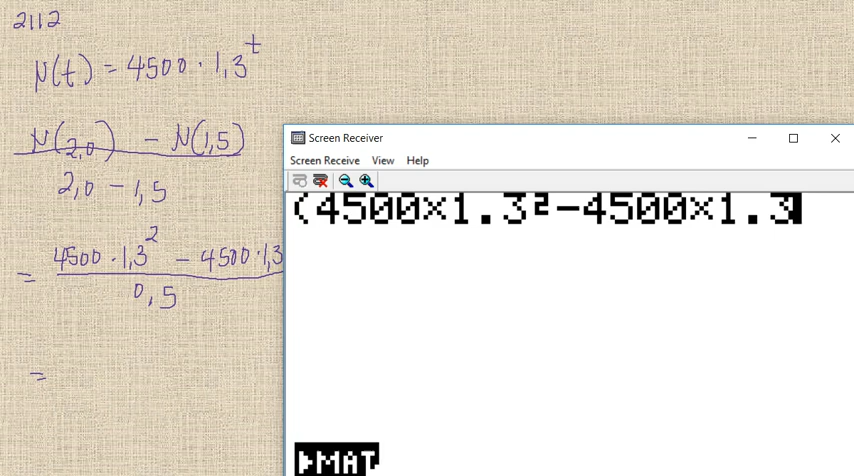 2112
N(t) = 4500 · 1,3^t
N(2,0) - N(1,5)
2,0 - 1,5
= 4500 · 1,3^2 - 4500 · 1,3
0,5
=
Screen Receiver
Screen Receive View Help
(4500×1.3²-4500×1.3
▶MAT